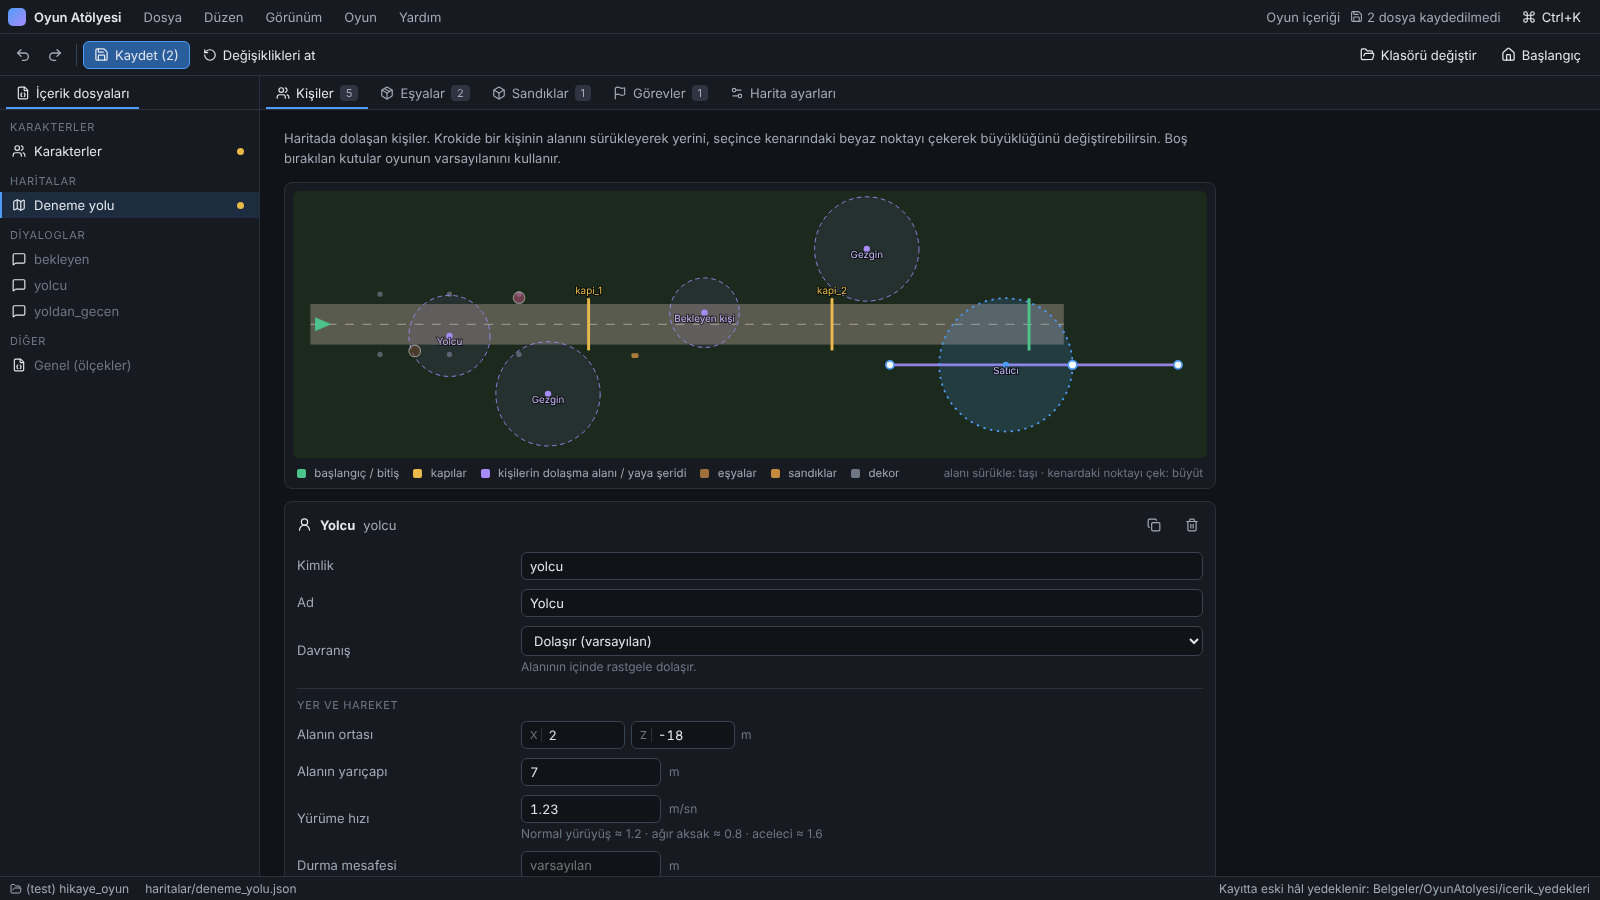 Oyun Atölyesi Dosya Düzen Görünüm Oyun Yardım Oyun içeriği 2 dosya kaydedilmedi ⌘ Ctrl+K
Kaydet (2) Değişiklikleri at Klasörü değiştir Başlangıç
İçerik dosyaları
KARAKTERLER
Karakterler
HARİTALAR
Deneme yolu
DİYALOGLAR
bekleyen
yolcu
yoldan_gecen
DİĞER
Genel (ölçekler)
Kişiler 5 Eşyalar 2 Sandıklar 1 Görevler 1 Harita ayarları
Haritada dolaşan kişiler. Krokide bir kişinin alanını sürükleyerek yerini, seçince kenarındaki beyaz noktayı çekerek büyüklüğünü değiştirebilirsin. Boş
bırakılan kutular oyunun varsayılanını kullanır.
Gezgin
kapi_1
kapi_2
Bekleyen kişi
Yolcu
Satıcı
Gezgin
başlangıç / bitiş kapılar kişilerin dolaşma alanı / yaya şeridi eşyalar sandıklar dekor alanı sürükle: taşı · kenardaki noktayı çek: büyüt
Yolcu yolcu
Kimlik yolcu
Ad Yolcu
Davranış Dolaşır (varsayılan)
Alanının içinde rastgele dolaşır.
YER VE HAREKET
Alanın ortası X 2 Z -18 m
Alanın yarıçapı 7 m
Yürüme hızı 1.23 m/sn
Normal yürüyüş ≈ 1.2 · ağır aksak ≈ 0.8 · aceleci ≈ 1.6
Durma mesafesi varsayılan m
(test) hikaye_oyun haritalar/deneme_yolu.json Kayıtta eski hâl yedeklenir: Belgeler/OyunAtolyesi/icerik_yedekleri